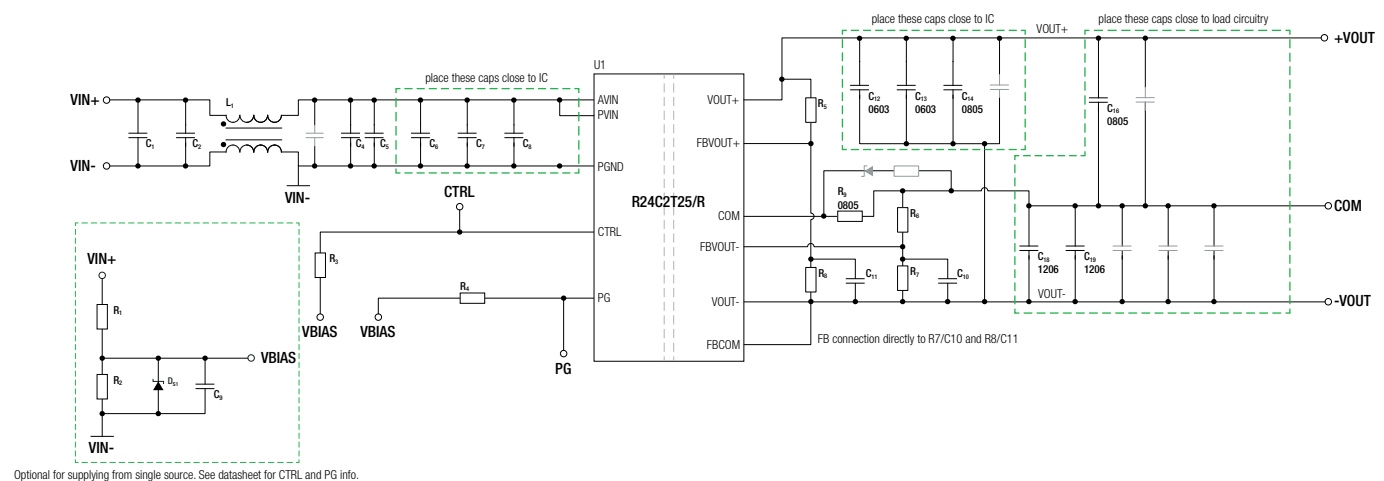 place these caps close to IC
place these caps close to load circuitry
VOUT+
+VOUT
U1
place these caps close to IC
L1
VIN+
AVIN
PVIN
VOUT+
R5
C12
0603
C13
0603
C14
0805
C16
0805
C1
C2
C4
C5
C6
C7
C8
FBVOUT+
VIN-
PGND
VIN-
CTRL
R24C2T25/R
R9
0805
COM
COM
R6
CTRL
FBVOUT-
VIN+
R3
C18
1206
C19
1206
R8
C11
R7
C10
R4
PG
VOUT-
VOUT-
-VOUT
R1
VBIAS
VBIAS
FBCOM
FB connection directly to R7/C10 and R8/C11
VBIAS
PG
R2
DS1
C9
VIN-
Optional for supplying from single source. See datasheet for CTRL and PG info.